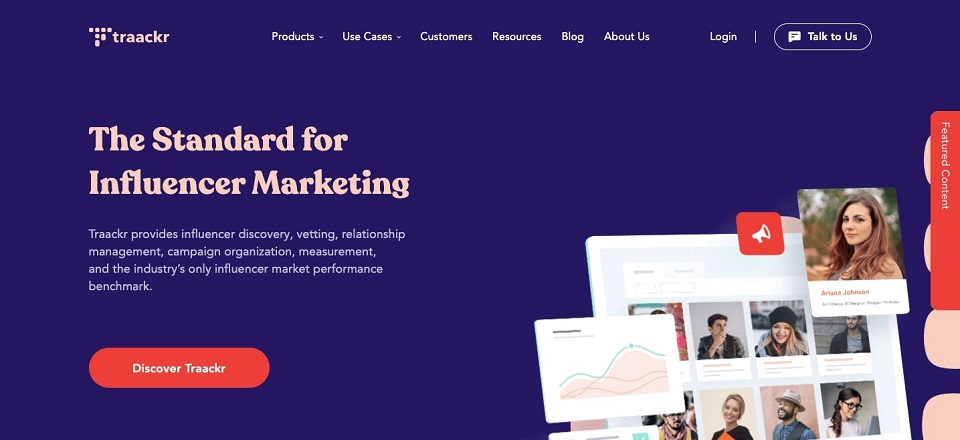 traackr
Products
Use Cases
Customers
Resources
Blog
About Us
Login
Talk to Us
The Standard for
Influencer Marketing
Traackr provides influencer discovery, vetting, relationship
management, campaign organization, measurement,
and the industry's only influencer market performance
benchmark.
Discover Traackr
Featured Content
Ariana Johnson
Art Director & Designer, Blogger, Youtuber